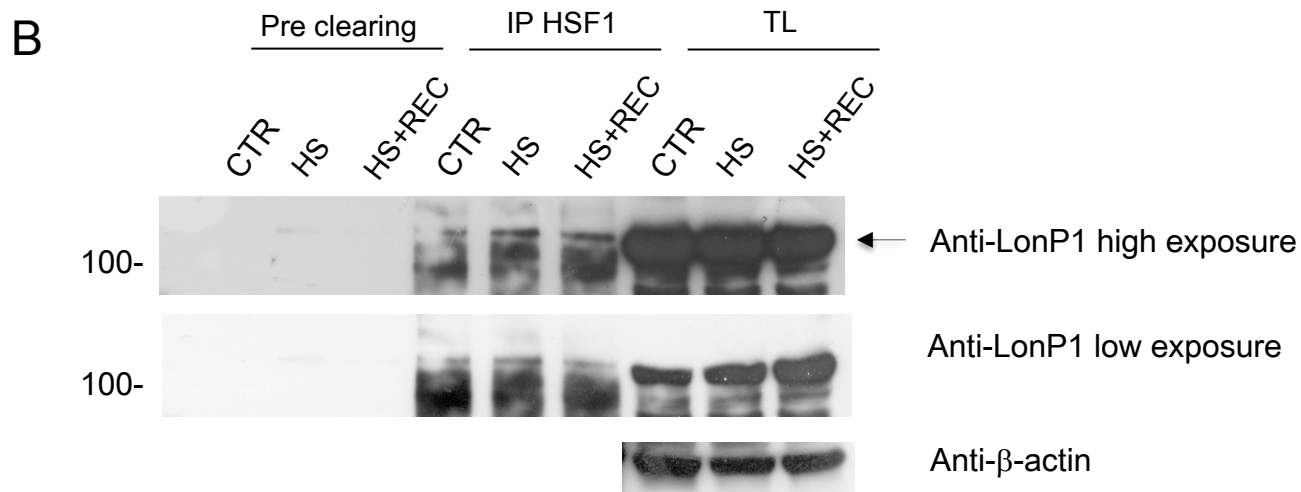 B
Pre clearing IP HSF1 TL
CTR HS HS+REC CTR HS HS+REC CTR HS HS+REC
100- Anti-LonP1 high exposure
100- Anti-LonP1 low exposure
Anti-β-actin